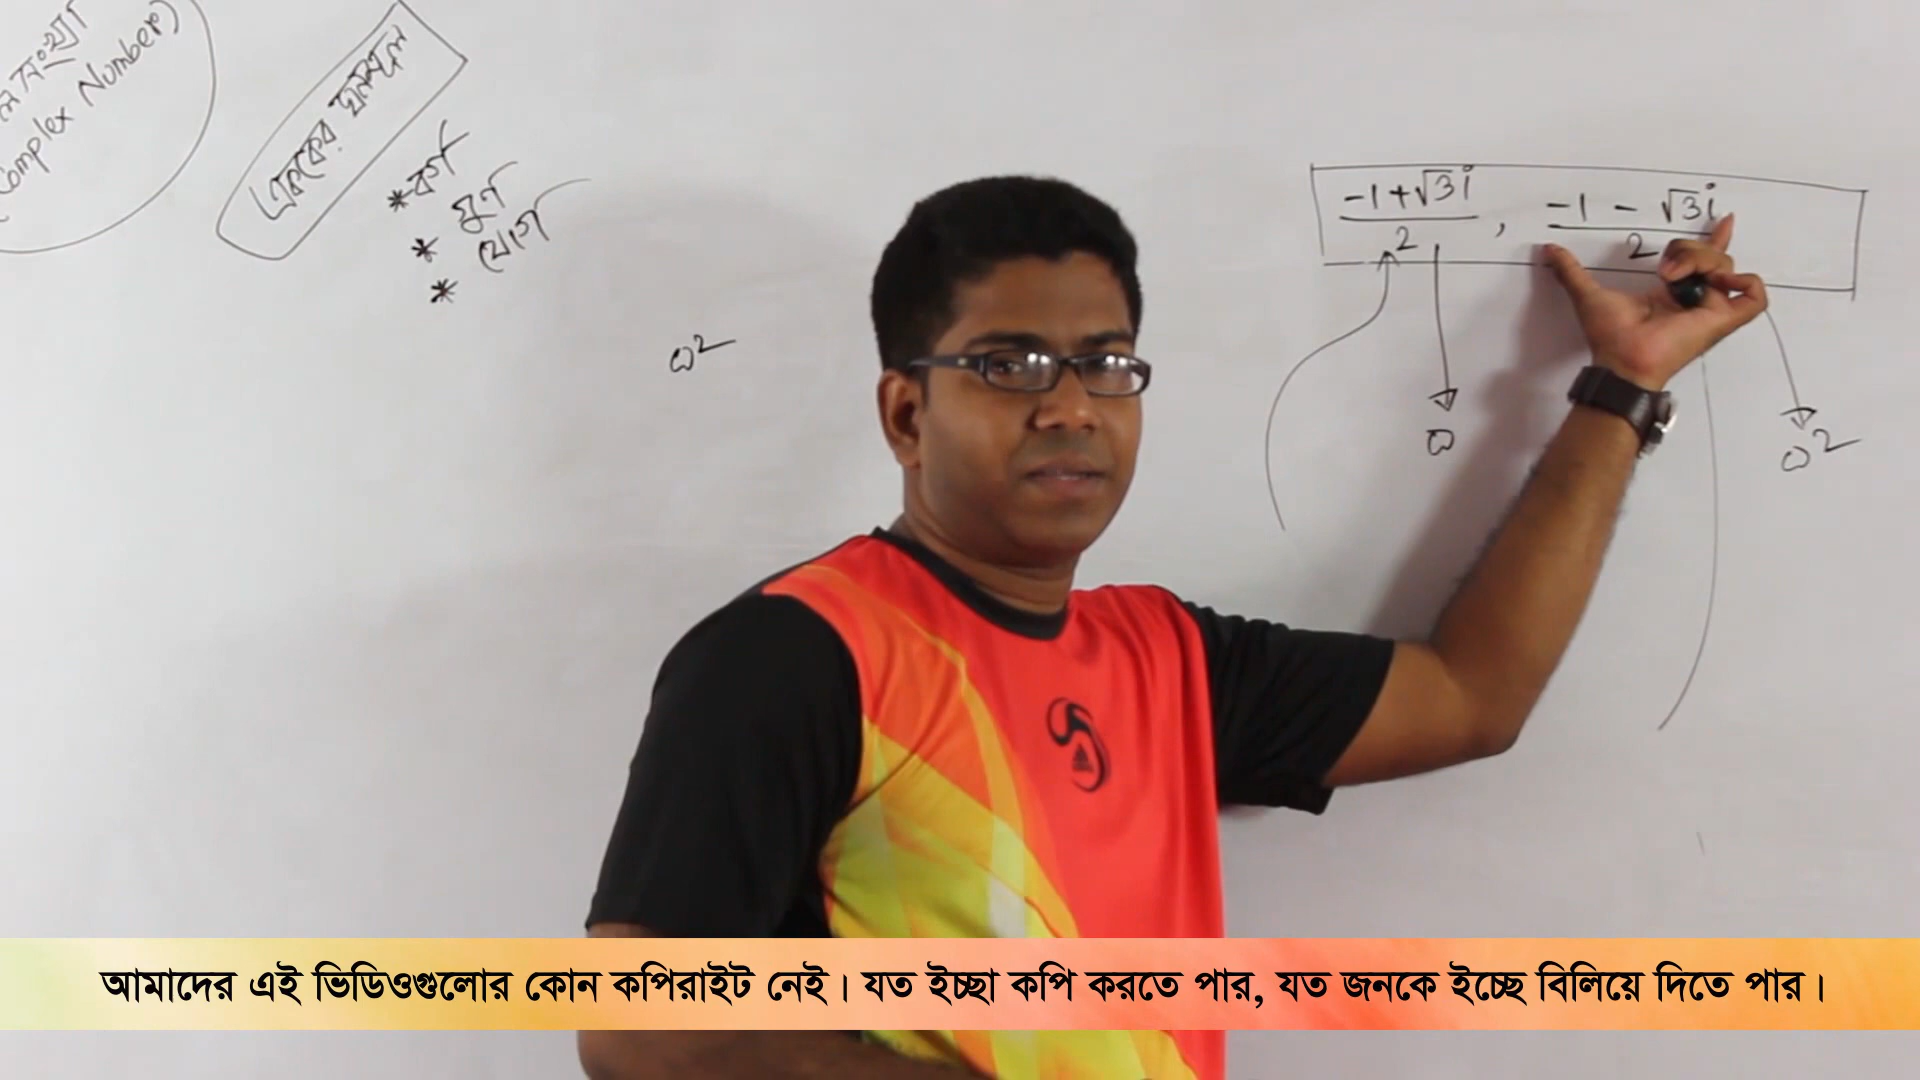 ল সংখ্যা
Complex Number)
এককের ঘনমূল
* বর্গ
* গুণ
* যোগ
-1+√3i / 2 , -1 - √3i / 2
ω²
ω
ω²
আমাদের এই ভিডিওগুলোর কোন কপিরাইট নেই। যত ইচ্ছা কপি করতে পার, যত জনকে ইচ্ছে বিলিয়ে দিতে পার।